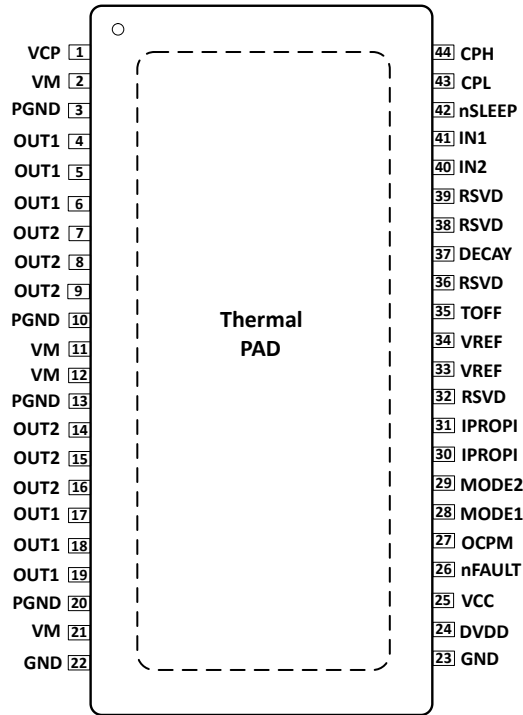 VCP 1
VM 2
PGND 3
OUT1 4
OUT1 5
OUT1 6
OUT2 7
OUT2 8
OUT2 9
PGND 10
VM 11
VM 12
PGND 13
OUT2 14
OUT2 15
OUT2 16
OUT1 17
OUT1 18
OUT1 19
PGND 20
VM 21
GND 22
Thermal
PAD
44 CPH
43 CPL
42 nSLEEP
41 IN1
40 IN2
39 RSVD
38 RSVD
37 DECAY
36 RSVD
35 TOFF
34 VREF
33 VREF
32 RSVD
31 IPROPI
30 IPROPI
29 MODE2
28 MODE1
27 OCPM
26 nFAULT
25 VCC
24 DVDD
23 GND